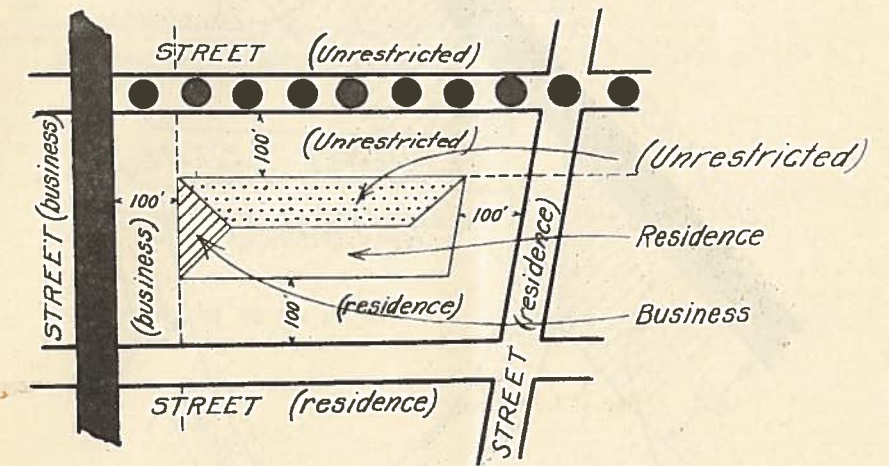 STREET (Unrestricted)
(Unrestricted)
100'
(Unrestricted)
STREET (business)
100'
(business)
100'
(residence)
Residence
(residence)
100'
Business
STREET (residence)
STREET